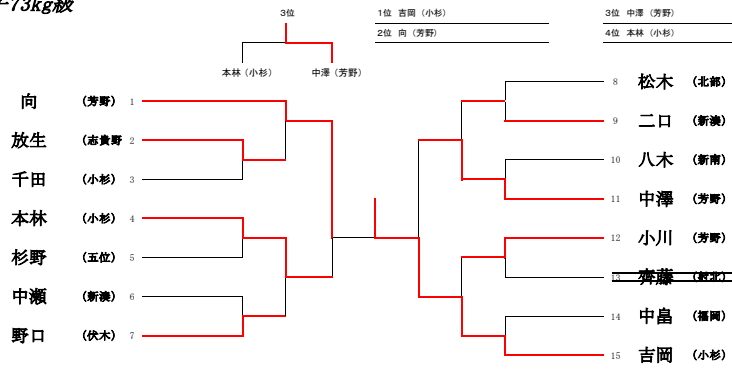 73kg級
3位
1位 吉岡（小杉）
2位 向（芳野）
3位 中澤（芳野）
4位 本林（小杉）
本林（小杉） 中澤（芳野）
向 （芳野） 1
放生 （志貴野 2
千田 （小杉） 3
本林 （小杉） 4
杉野 （五位） 5
中瀬 （新湊） 6
野口 （伏木） 7
8 松木 （北部）
9 二口 （新湊）
10 八木 （新南）
11 中澤 （芳野）
12 小川 （芳野）
13 齊藤
14 中畠 （福岡）
15 吉岡 （小杉）